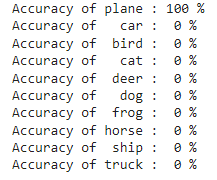 Accuracy of plane : 100 %
Accuracy of   car :  0 %
Accuracy of  bird :  0 %
Accuracy of   cat :  0 %
Accuracy of  deer :  0 %
Accuracy of   dog :  0 %
Accuracy of  frog :  0 %
Accuracy of horse :  0 %
Accuracy of  ship :  0 %
Accuracy of truck :  0 %